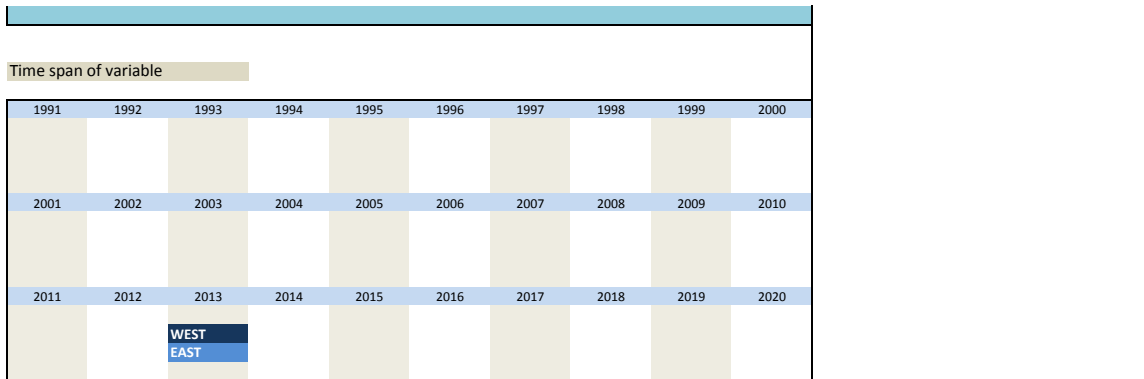 Time span of variable
1991 1992 1993 1994 1995 1996 1997 1998 1999 2000
2001 2002 2003 2004 2005 2006 2007 2008 2009 2010
2011 2012 2013 2014 2015 2016 2017 2018 2019 2020
WEST
EAST